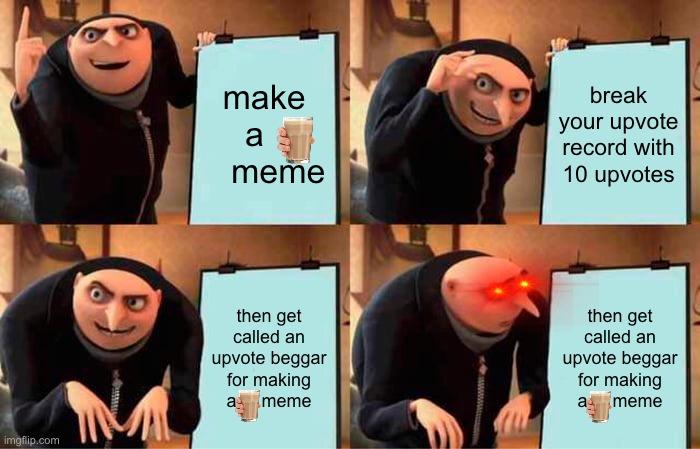 make
a
meme
break
your upvote
record with
10 upvotes
then get
called an
upvote beggar
for making
a meme
then get
called an
upvote beggar
for making
a meme
imgflip.com